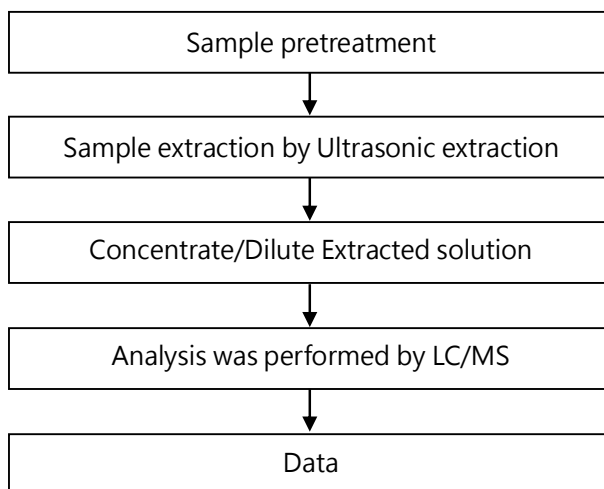 Sample pretreatment
Sample extraction by Ultrasonic extraction
Concentrate/Dilute Extracted solution
Analysis was performed by LC/MS
Data